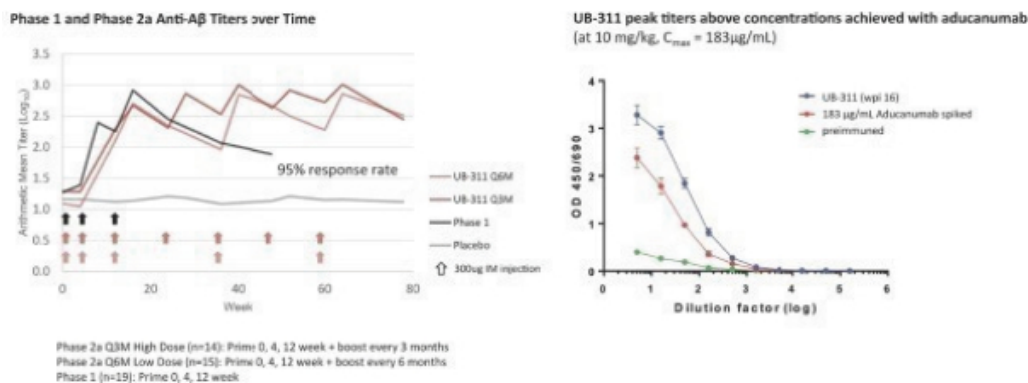 Phase 1 and Phase 2a Anti-Aβ Titers over Time
3.5
3.0
2.5
2.0
1.5
1.0
0.5
0.0
Arithmetic Mean Titer (Log₁₀)
95% response rate
0
20
40
60
80
Week
UB-311 Q6M
UB-311 Q3M
Phase 1
Placebo
300ug IM injection
Phase 2a Q3M High Dose (n=14): Prime 0, 4, 12 week + boost every 3 months
Phase 2a Q6M Low Dose (n=15): Prime 0, 4, 12 week + boost every 6 months
Phase 1 (n=19): Prime 0, 4, 12 week
UB-311 peak titers above concentrations achieved with aducanumab
(at 10 mg/kg, Cmax = 183µg/mL)
4
3
2
1
0
OD 450/690
UB-311 (wpi 16)
183 µg/mL Aducanumab spiked
preimmuned
0
1
2
3
4
5
6
Dilution factor (log)